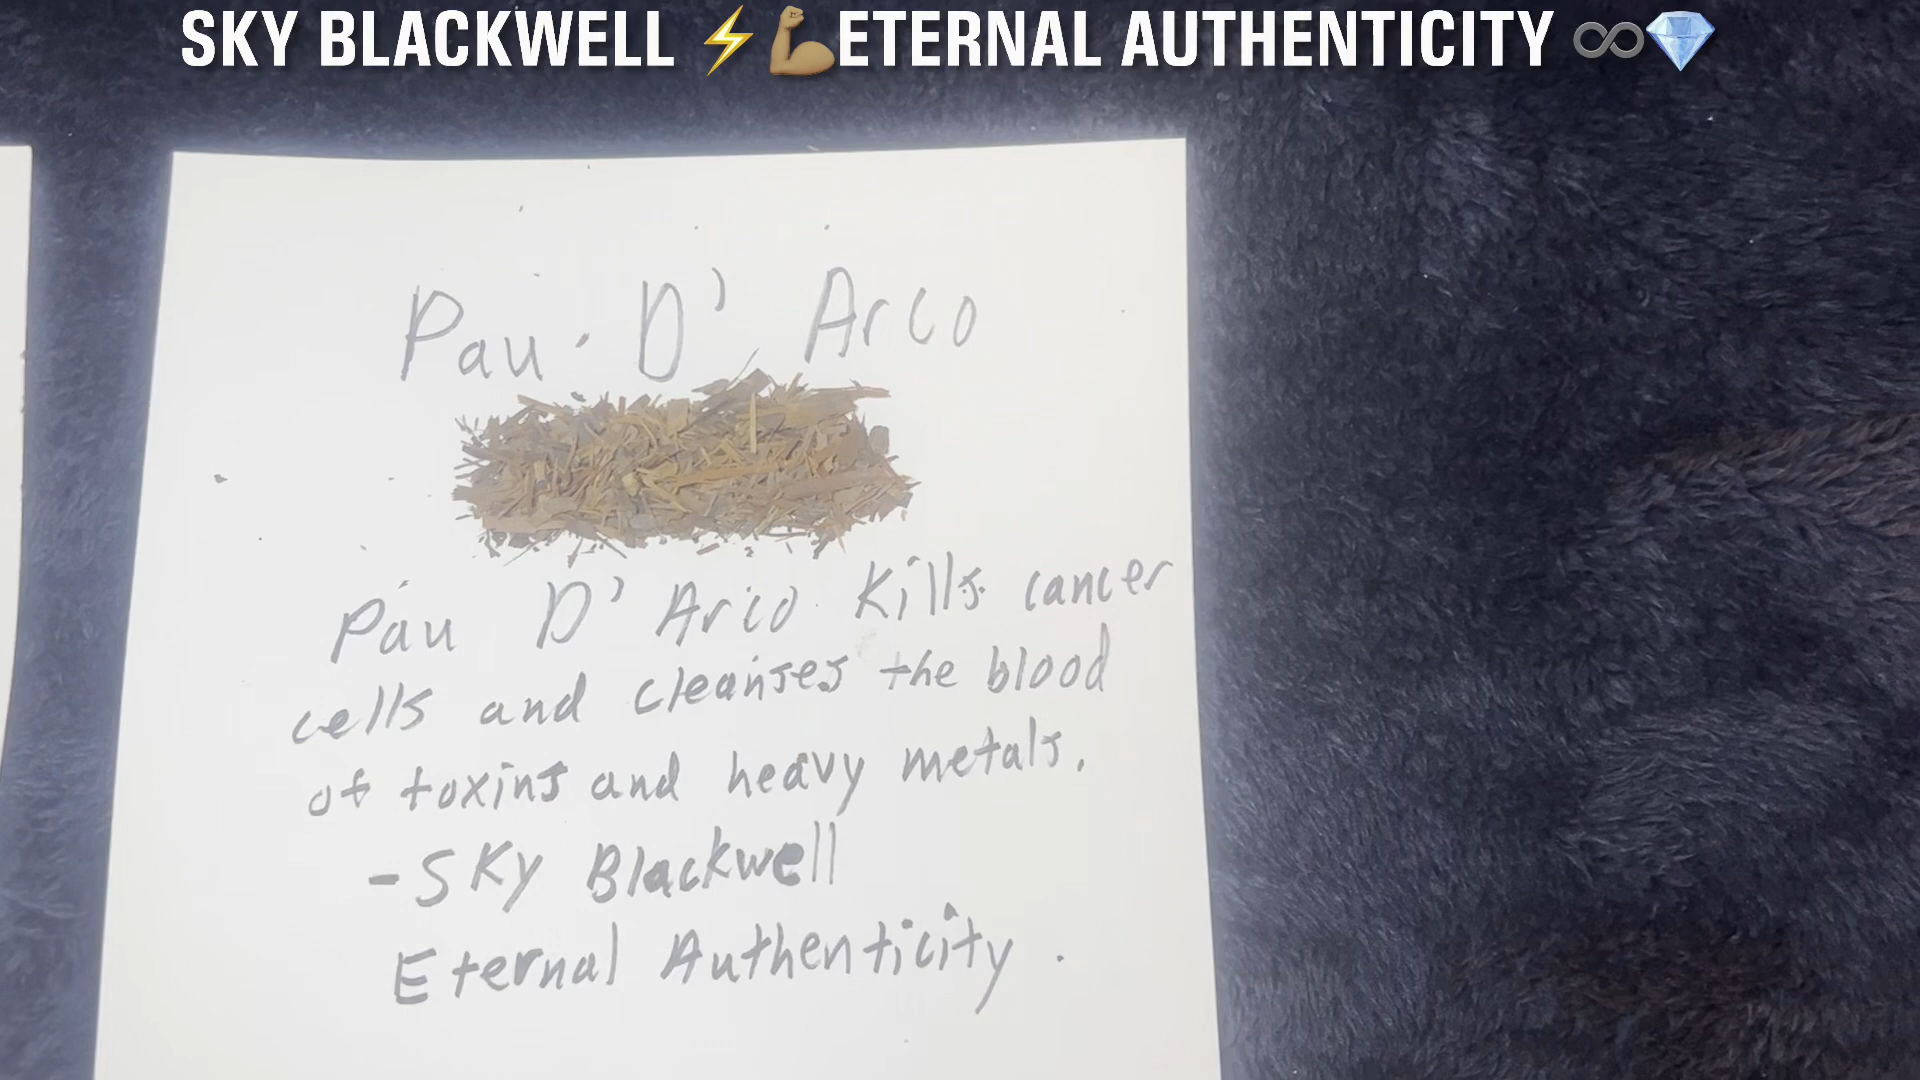 SKY BLACKWELL ⚡💪🏽ETERNAL AUTHENTICITY ♾💎
Pau D' Arco
Pau D' Arco Kills cancer
cells and cleanses the blood
of toxins and heavy metals.
-SKy Blackwell
Eternal Authenticity.